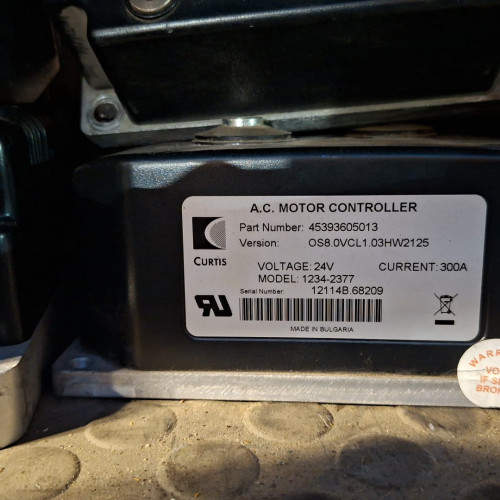 A.C. MOTOR CONTROLLER
Part Number: 45393605013
Version: OS8.0VCL1.03HW2125
CURTIS
VOLTAGE: 24V CURRENT: 300A
MODEL: 1234-2377
Serial Number: 12114B.68209
MADE IN BULGARIA